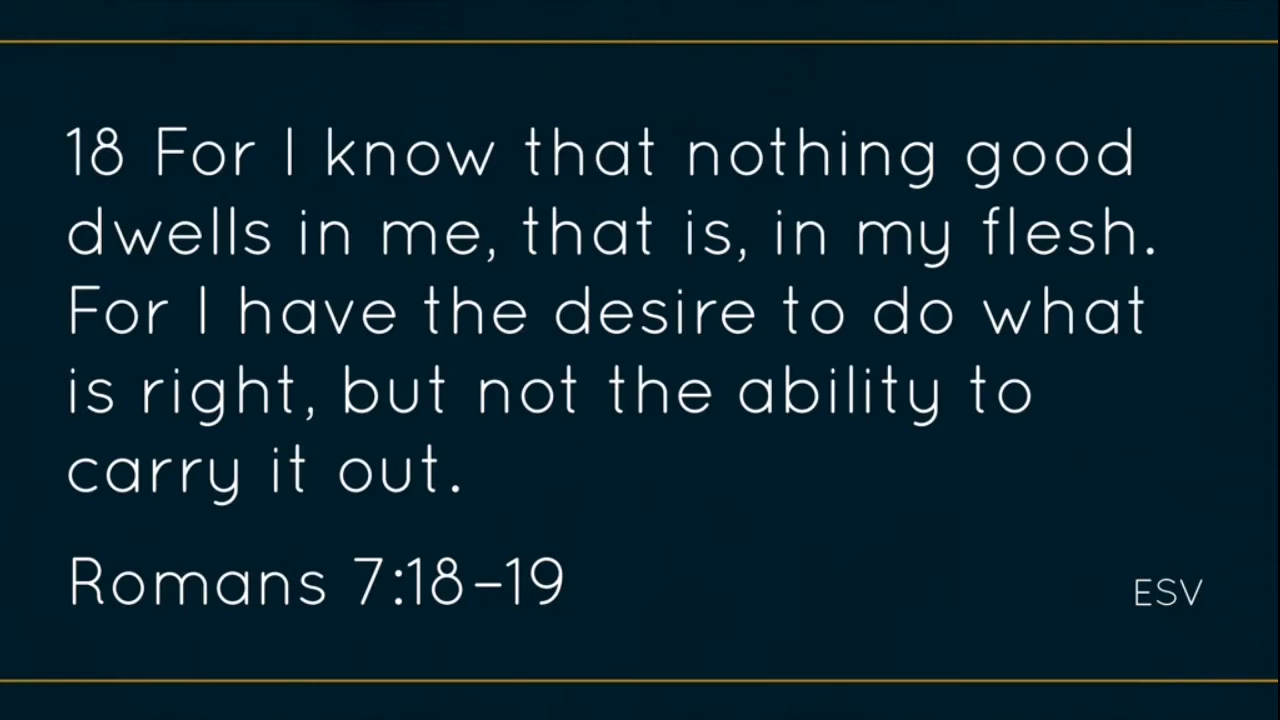 18 For I know that nothing good
dwells in me, that is, in my flesh.
For I have the desire to do what
is right, but not the ability to
carry it out.
Romans 7:18–19
ESV